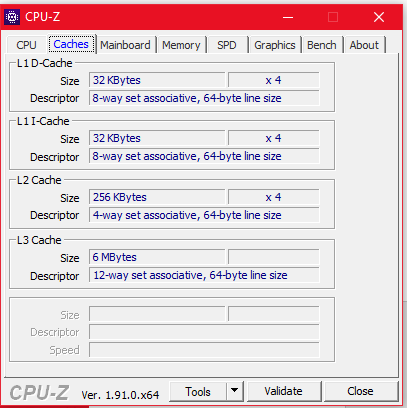 CPU-Z
CPU Caches Mainboard Memory SPD Graphics Bench About
L1 D-Cache
Size 32 KBytes x 4
Descriptor 8-way set associative, 64-byte line size
L1 I-Cache
Size 32 KBytes x 4
Descriptor 8-way set associative, 64-byte line size
L2 Cache
Size 256 KBytes x 4
Descriptor 4-way set associative, 64-byte line size
L3 Cache
Size 6 MBytes
Descriptor 12-way set associative, 64-byte line size
Size
Descriptor
Speed
CPU-Z Ver. 1.91.0.x64 Tools Validate Close